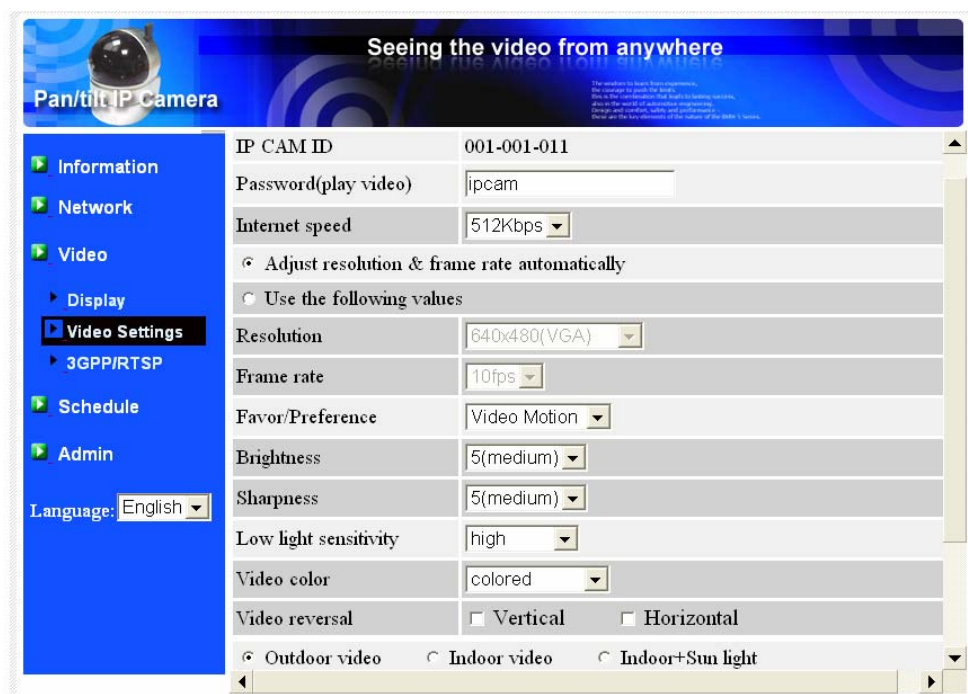 Seeing the video from anywhere
Pan/tilt IP Camera
Information
Network
Video
Display
Video Settings
3GPP/RTSP
Schedule
Admin
Language: English
IP CAM ID 001-001-011
Password(play video) ipcam
Internet speed 512Kbps
Adjust resolution & frame rate automatically
Use the following values
Resolution 640x480(VGA)
Frame rate 10fps
Favor/Preference Video Motion
Brightness 5(medium)
Sharpness 5(medium)
Low light sensitivity high
Video color colored
Video reversal Vertical Horizontal
Outdoor video Indoor video Indoor+Sun light